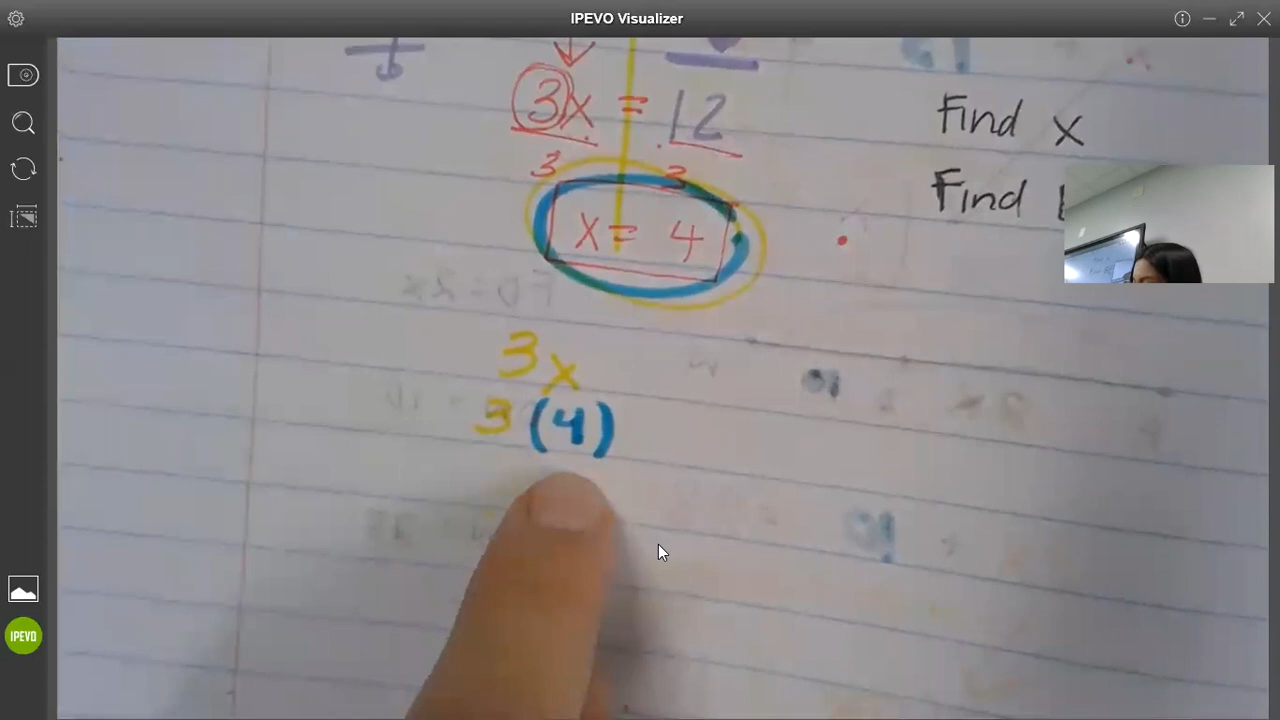 IPEVO Visualizer
3x = 12
3 3
x = 4
3x
3(4)
Find x
Find
IPEVO